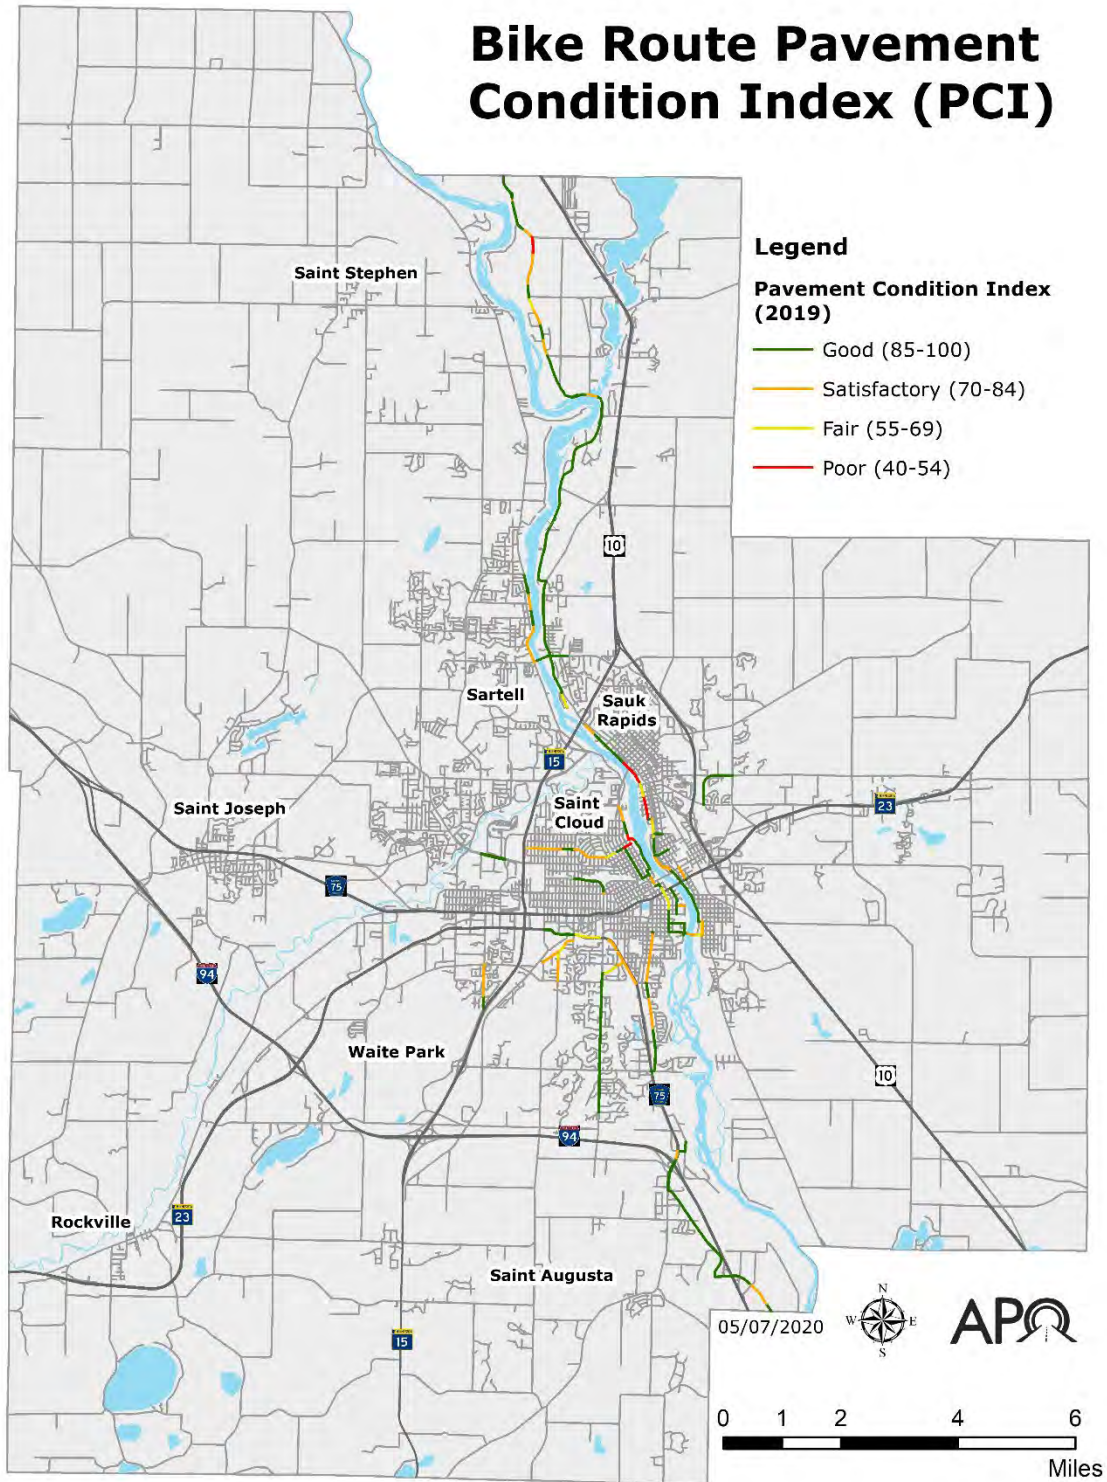 Bike Route Pavement
Condition Index (PCI)
Legend
Pavement Condition Index
(2019)
Good (85-100)
Satisfactory (70-84)
Fair (55-69)
Poor (40-54)
Saint Stephen
10
Sartell
Sauk
Rapids
15
Saint Joseph
Saint
Cloud
23
75
94
Waite Park
10
75
94
Rockville
23
Saint Augusta
15
05/07/2020
N
W
E
S
APO
0 1 2 4 6
Miles